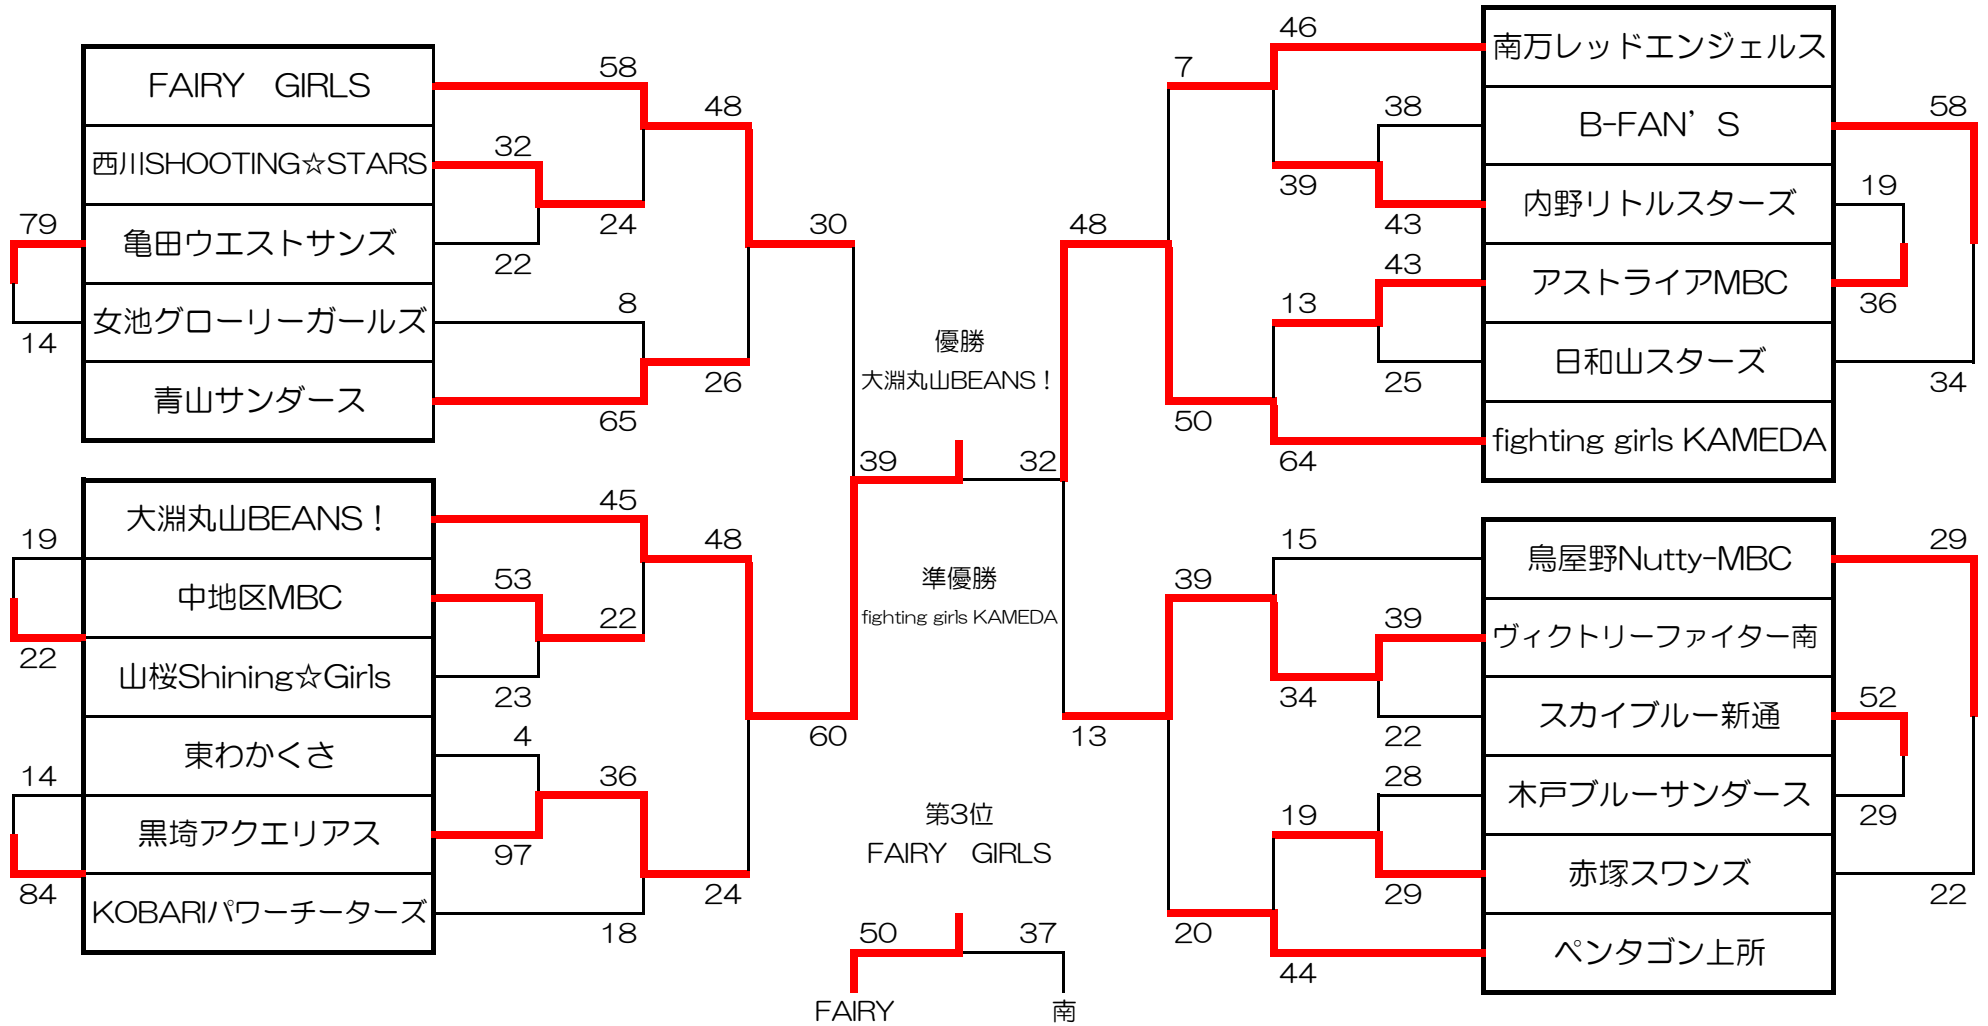 58
FAIRY　GIRLS
48
西川SHOOTING☆STARS
32
79
24
亀田ウエストサンズ
22
30
14
女池グローリーガールズ
8
26
青山サンダース
65
39
大淵丸山BEANS！
45
19
48
中地区MBC
53
22
22
山桜Shining☆Girls
23
東わかくさ
4
60
14
36
黒埼アクエリアス
97
84
24
KOBARIパワーチーターズ
18
優勝
大淵丸山BEANS！
32
準優勝
fighting girls KAMEDA
第3位
FAIRY　GIRLS
50
37
FAIRY
南
46
南万レッドエンジェルス
7
38
B-FAN’S
58
39
内野リトルスターズ
19
43
48
43
アストライアMBC
36
13
日和山スターズ
25
34
50
fighting girls KAMEDA
64
15
鳥屋野Nutty-MBC
29
39
39
ヴィクトリーファイター南
34
スカイブルー新通
52
22
13
28
木戸ブルーサンダース
29
19
赤塚スワンズ
29
22
20
ペンタゴン上所
44